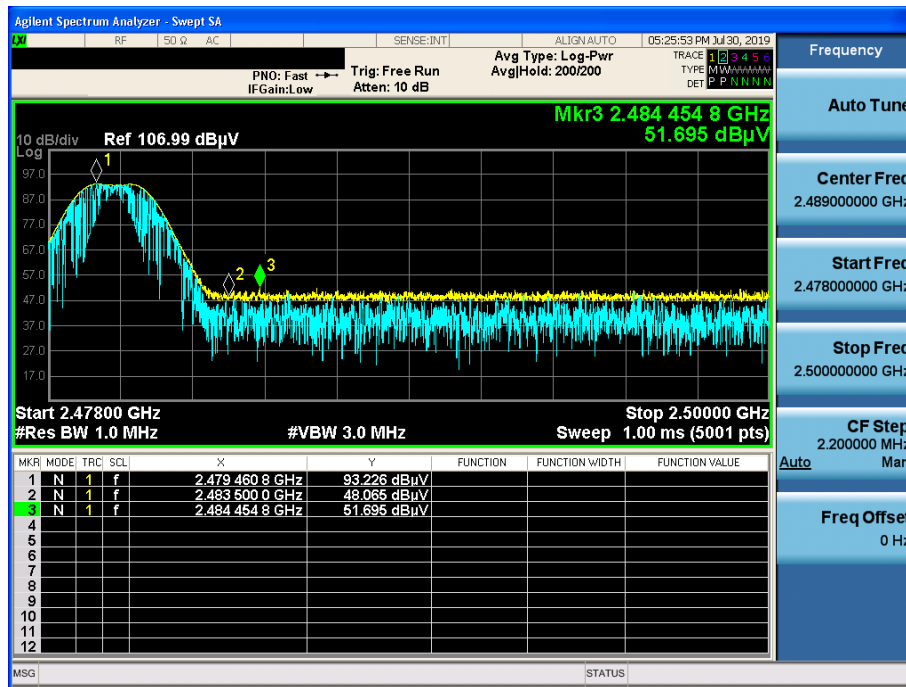 Agilent Spectrum Analyzer - Swept SA
LXI RF 50 Ω AC SENSE:INT ALIGN AUTO 05:25:53 PM Jul 30, 2019
Frequency
PNO: Fast Trig: Free Run Avg Type: Log-Pwr TRACE 1 2 3 4 5 6
IFGain:Low Atten: 10 dB Avg|Hold: 200/200 TYPE M W
DET P P N N N N
Auto Tune
Mkr3 2.484 454 8 GHz
51.695 dBµV
10 dB/div Ref 106.99 dBµV
Log
97.0
87.0
77.0
67.0
57.0
47.0
37.0
27.0
17.0
1
2
3
Start 2.47800 GHz Stop 2.50000 GHz
#Res BW 1.0 MHz #VBW 3.0 MHz Sweep 1.00 ms (5001 pts)
Center Freq
2.489000000 GHz
Start Freq
2.478000000 GHz
Stop Freq
2.500000000 GHz
CF Step
2.200000 MHz
Auto Man
Freq Offset
0 Hz
MKR MODE TRC SCL X Y FUNCTION FUNCTION WIDTH FUNCTION VALUE
1 N 1 f 2.479 460 8 GHz 93.226 dBµV
2 N 1 f 2.483 500 0 GHz 48.065 dBµV
3 N 1 f 2.484 454 8 GHz 51.695 dBµV
4
5
6
7
8
9
10
11
12
MSG STATUS